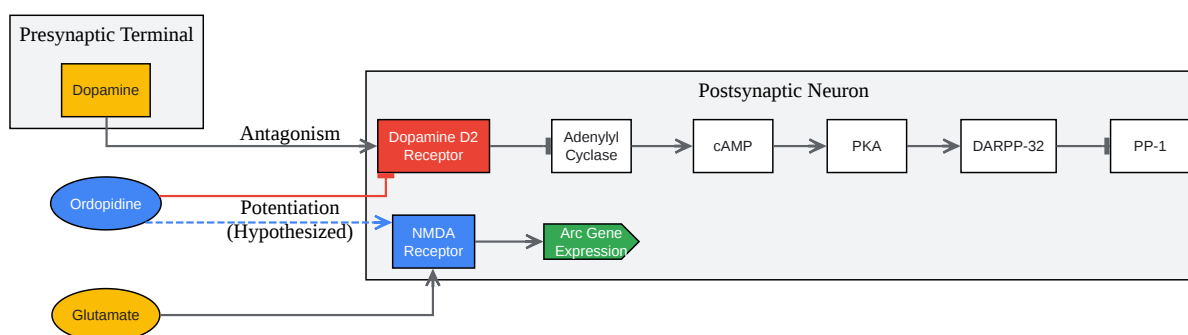 Presynaptic Terminal
Dopamine
Postsynaptic Neuron
Antagonism
Dopamine D2
Receptor
Adenylyl
Cyclase
cAMP
PKA
DARPP-32
PP-1
Ordopidine
Potentiation
(Hypothesized)
NMDA
Receptor
Arc Gene
Expression
Glutamate